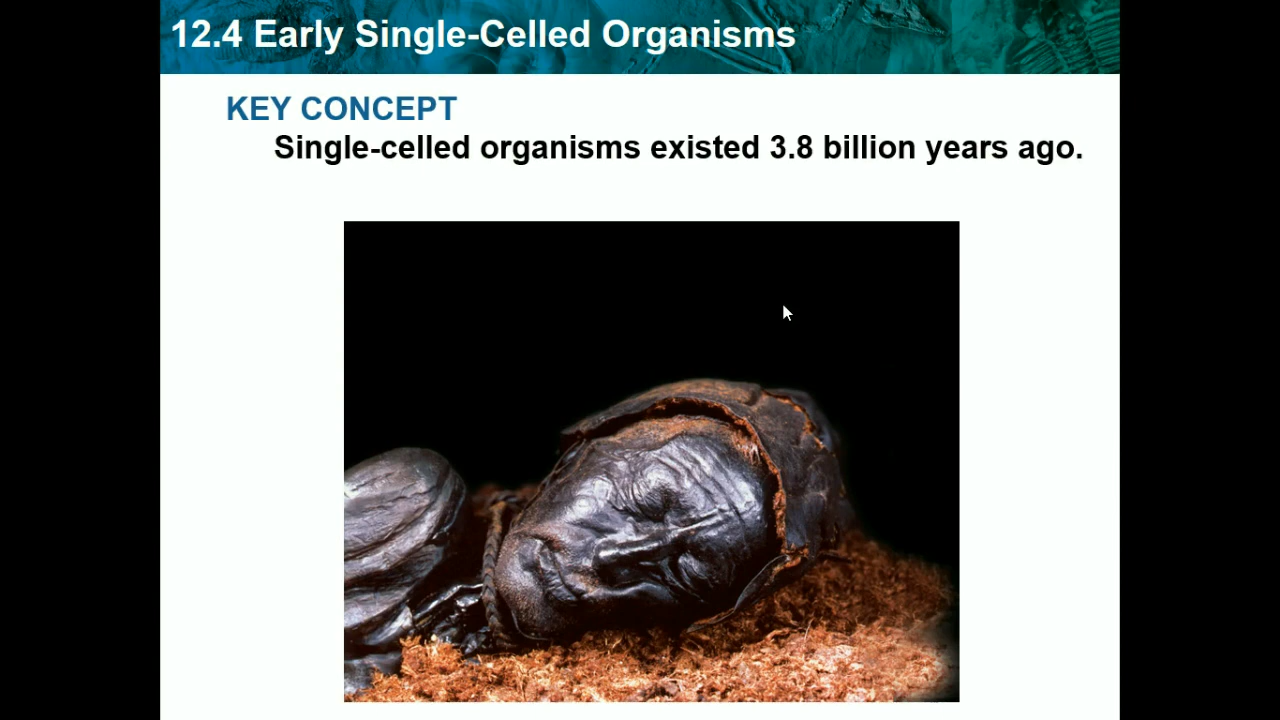 12.4 Early Single-Celled Organisms
KEY CONCEPT
Single-celled organisms existed 3.8 billion years ago.